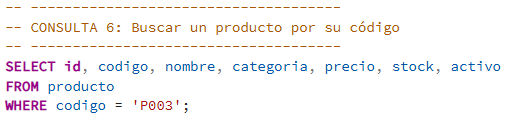 -- ------------------------------------
-- CONSULTA 6: Buscar un producto por su código
-- ------------------------------------
SELECT id, codigo, nombre, categoria, precio, stock, activo
FROM producto
WHERE codigo = 'P003';